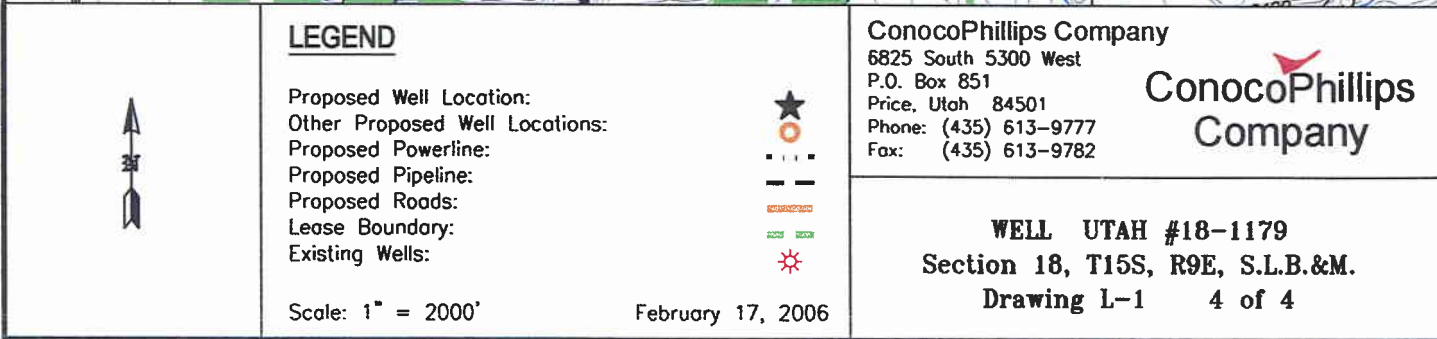 LEGEND
Proposed Well Location:
Other Proposed Well Locations:
Proposed Powerline:
Proposed Pipeline:
Proposed Roads:
Lease Boundary:
Existing Wells:
Scale: 1" = 2000'
February 17, 2006
N
ConocoPhillips Company
6825 South 5300 West
P.O. Box 851
Price, Utah 84501
Phone: (435) 613-9777
Fax: (435) 613-9782
ConocoPhillips
Company
WELL UTAH #18-1179
Section 18, T15S, R9E, S.L.B.&M.
Drawing L-1 4 of 4